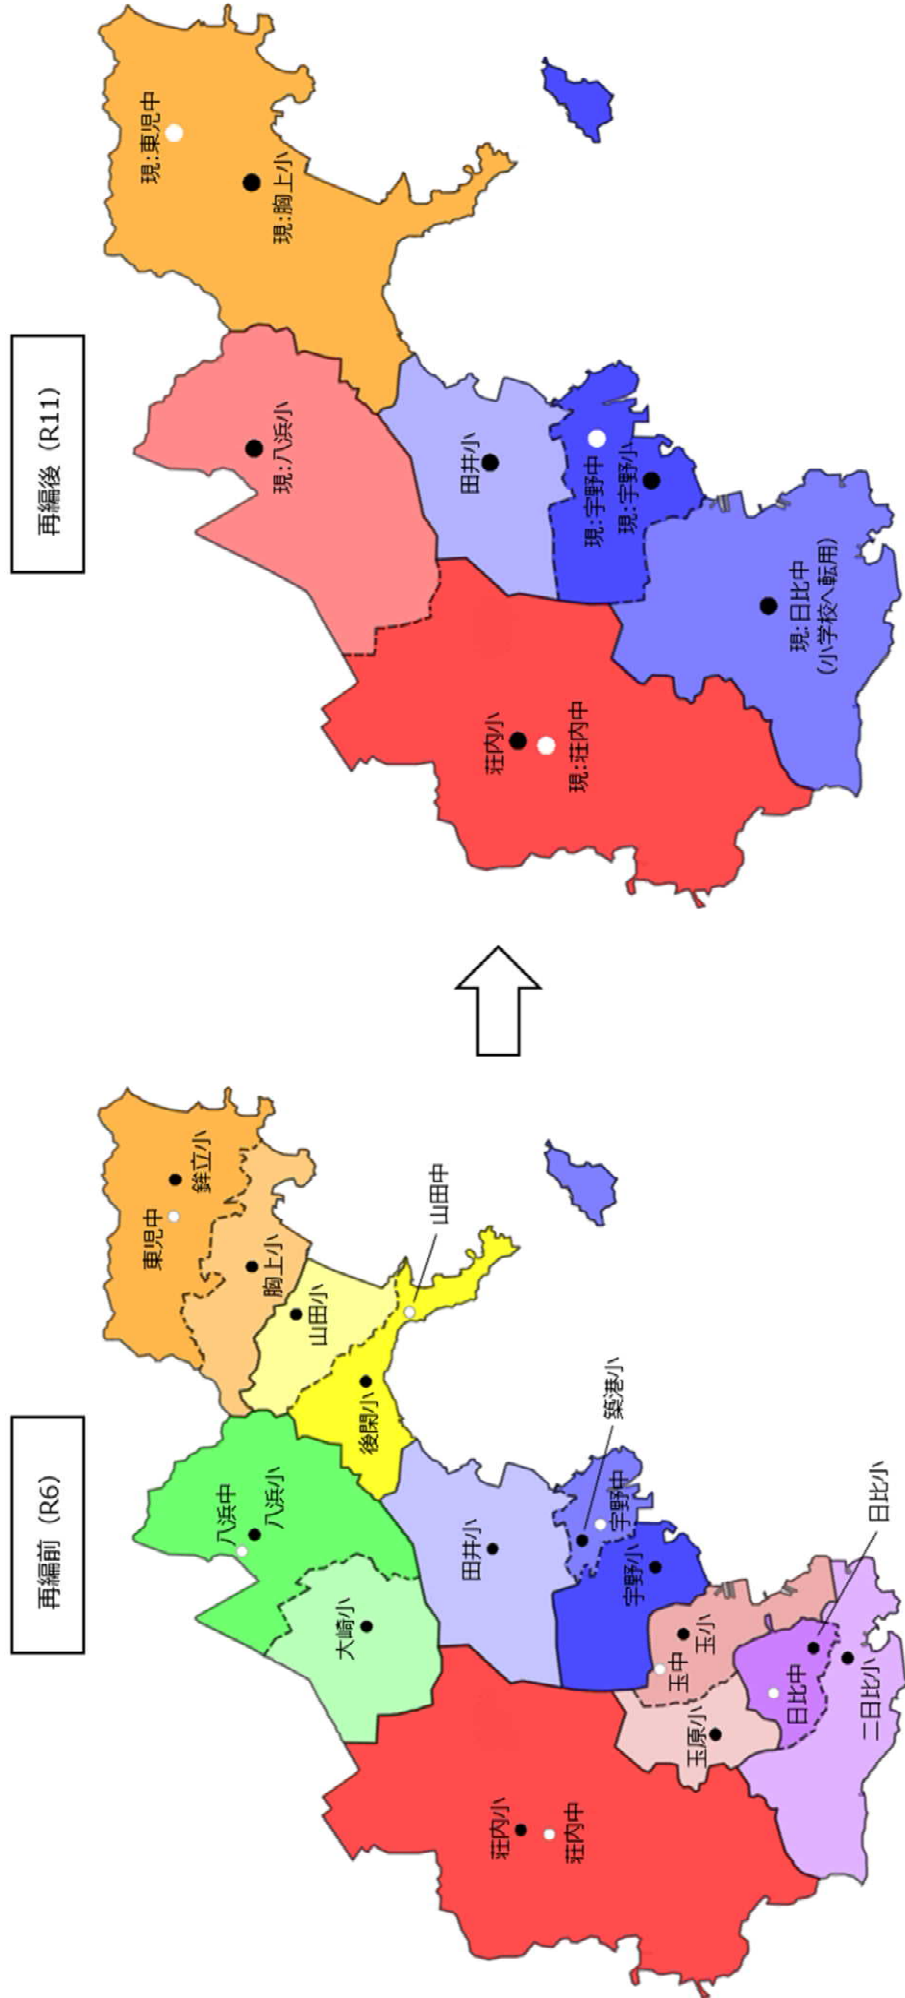 再編前（R6）
東児中
鉾立小
胸上小
山田小
山田中
後閑小
八浜中
八浜小
大崎小
田井小
築港小
宇野中
宇野小
玉中
玉小
玉原小
日比中
日比小
二日比小
荘内小
荘内中
再編後（R11）
現:東児中
現:胸上小
現:八浜小
田井小
現:宇野中
現:宇野小
荘内小
現:荘内中
現:日比中
（小学校へ転用）